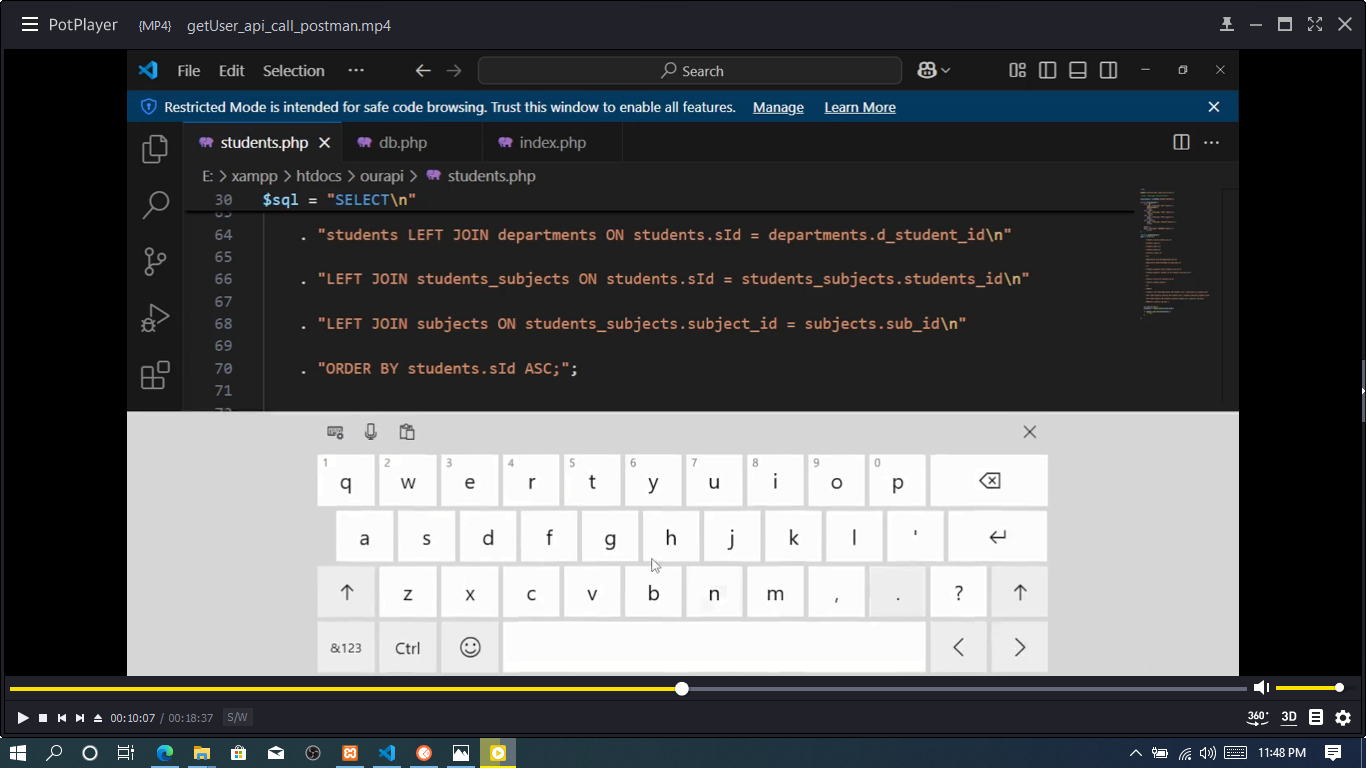 PotPlayer {MP4} getUser_api_call_postman.mp4
File Edit Selection ··· Search
Restricted Mode is intended for safe code browsing. Trust this window to enable all features. Manage Learn More
students.php db.php index.php
E: > xampp > htdocs > ourapi > students.php
30 $sql = "SELECT\n"
64 . "students LEFT JOIN departments ON students.sId = departments.d_student_id\n"
65
66 . "LEFT JOIN students_subjects ON students.sId = students_subjects.students_id\n"
67
68 . "LEFT JOIN subjects ON students_subjects.subject_id = subjects.sub_id\n"
69
70 . "ORDER BY students.sId ASC;";
71
1 2 3 4 5 6 7 8 9 0
q w e r t y u i o p
a s d f g h j k l '
z x c v b n m , . ?
&123 Ctrl
00:10:07 / 00:18:37 S/W 360° 3D
11:48 PM